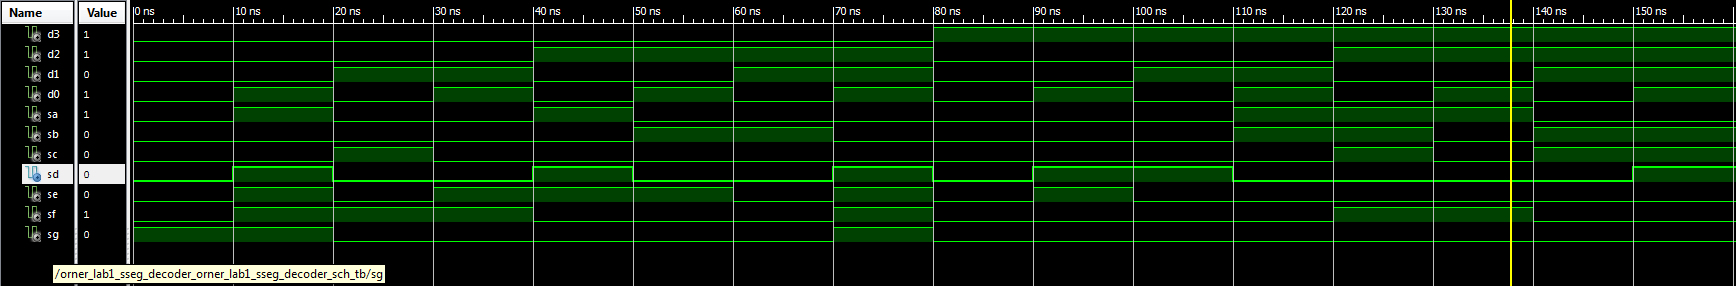 Name Value 0 ns 10 ns 20 ns 30 ns 40 ns 50 ns 60 ns 70 ns 80 ns 90 ns 100 ns 110 ns 120 ns 130 ns 140 ns 150 ns
d3 1
d2 1
d1 0
d0 1
sa 1
sb 0
sc 0
sd 0
se 0
sf 1
sg 0
/orner_lab1_sseg_decoder_orner_lab1_sseg_decoder_sch_tb/sg